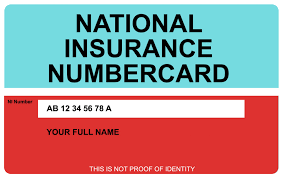 NATIONAL
INSURANCE
NUMBERCARD
NI Number
AB 12 34 56 78 A
YOUR FULL NAME
THIS IS NOT PROOF OF IDENTITY